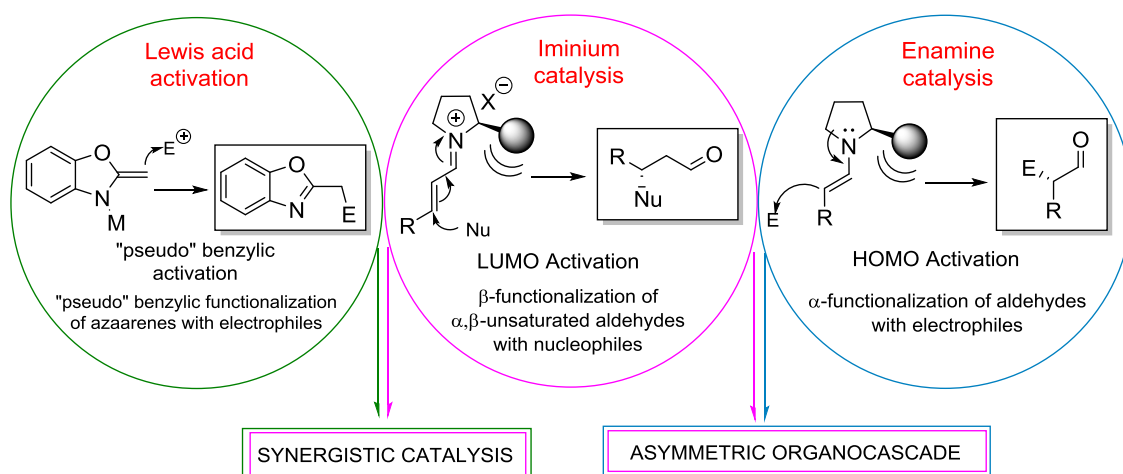 Lewis acid
activation
O
N
M
E⊕
O
N
E
"pseudo" benzylic
activation
"pseudo" benzylic functionalization
of azaarenes with electrophiles
Iminium
catalysis
X⊖
⊕
N
R
Nu
R
O
Nu
LUMO Activation
β-functionalization of
α,β-unsaturated aldehydes
with nucleophiles
Enamine
catalysis
N
E
R
E
O
R
HOMO Activation
α-functionalization of aldehydes
with electrophiles
SYNERGISTIC CATALYSIS
ASYMMETRIC ORGANOCASCADE